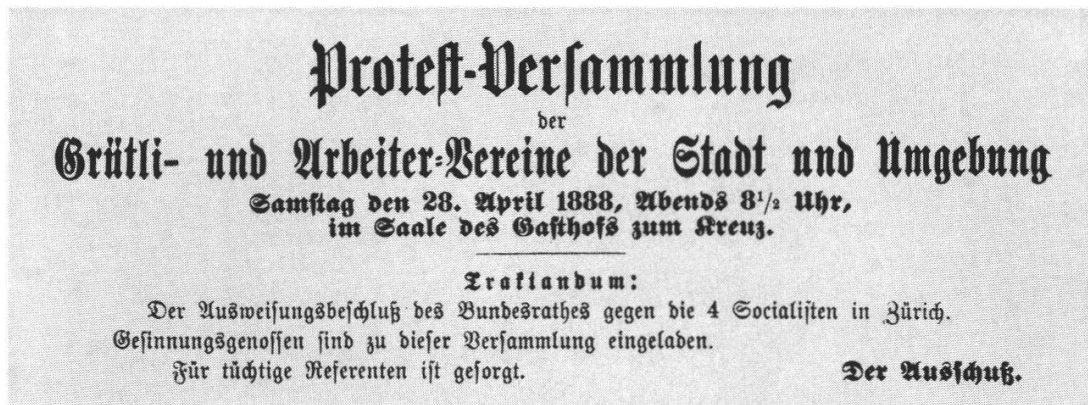 Protest-Versammlung
der
Grütli- und Arbeiter-Vereine der Stadt und Umgebung
Samstag den 28. April 1888, Abends 8½ Uhr,
im Saale des Gasthofs zum Kreuz.
Traktandum:
Der Ausweisungsbeschluß des Bundesrathes gegen die 4 Socialisten in Zürich.
Gesinnungsgenossen sind zu dieser Versammlung eingeladen.
Für tüchtige Referenten ist gesorgt. Der Ausschuß.